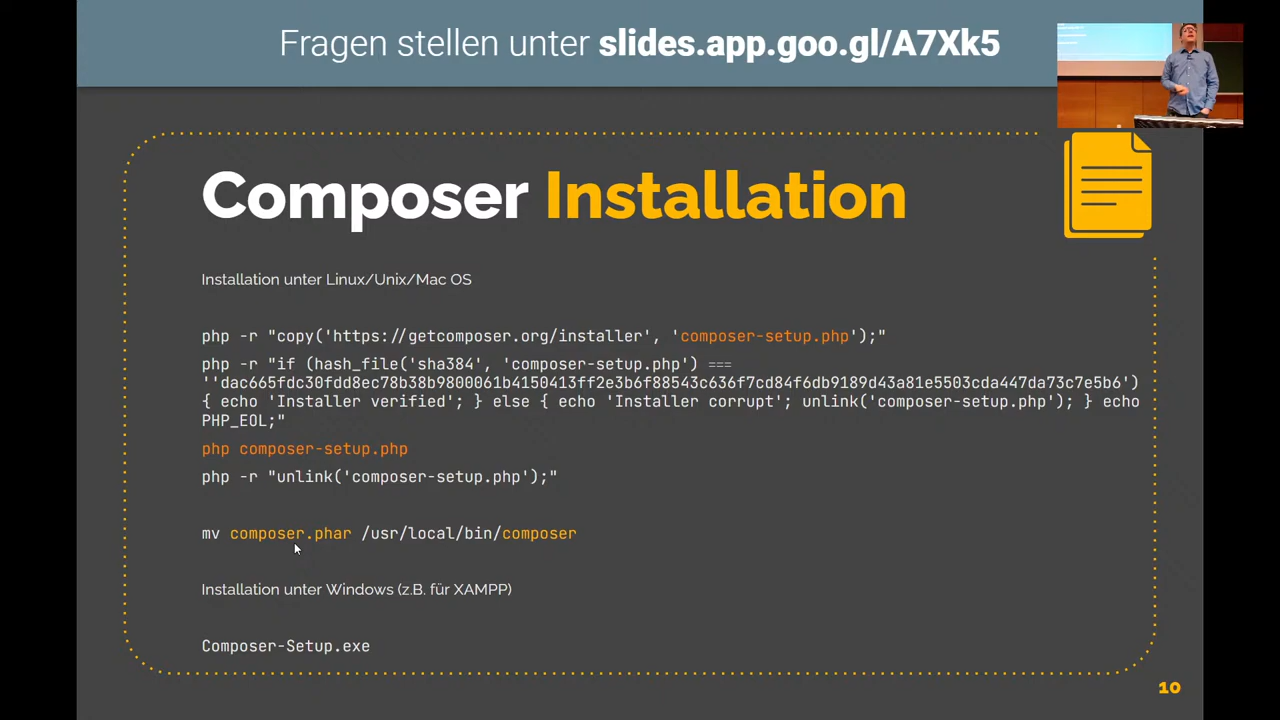 Fragen stellen unter slides.app.goo.gl/A7Xk5
Composer Installation
Installation unter Linux/Unix/Mac OS
php -r "copy('https://getcomposer.org/installer', 'composer-setup.php');"
php -r "if (hash_file('sha384', 'composer-setup.php') ===
''dac665fdc30fdd8ec78b38b9800061b4150413ff2e3b6f88543c636f7cd84f6db9189d43a81e5503cda447da73c7e5b6')
{ echo 'Installer verified'; } else { echo 'Installer corrupt'; unlink('composer-setup.php'); } echo
PHP_EOL;"
php composer-setup.php
php -r "unlink('composer-setup.php');"
mv composer.phar /usr/local/bin/composer
Installation unter Windows (z.B. für XAMPP)
Composer-Setup.exe
10